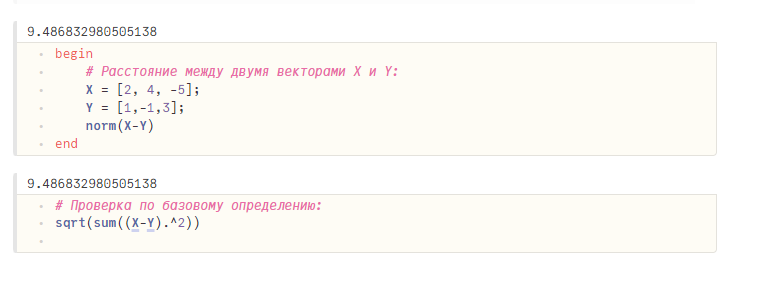 9.486832980505138
begin
# Расстояние между двумя векторами X и Y:
X = [2, 4, -5];
Y = [1,-1,3];
norm(X-Y)
end
9.486832980505138
# Проверка по базовому определению:
sqrt(sum((X-Y).^2))